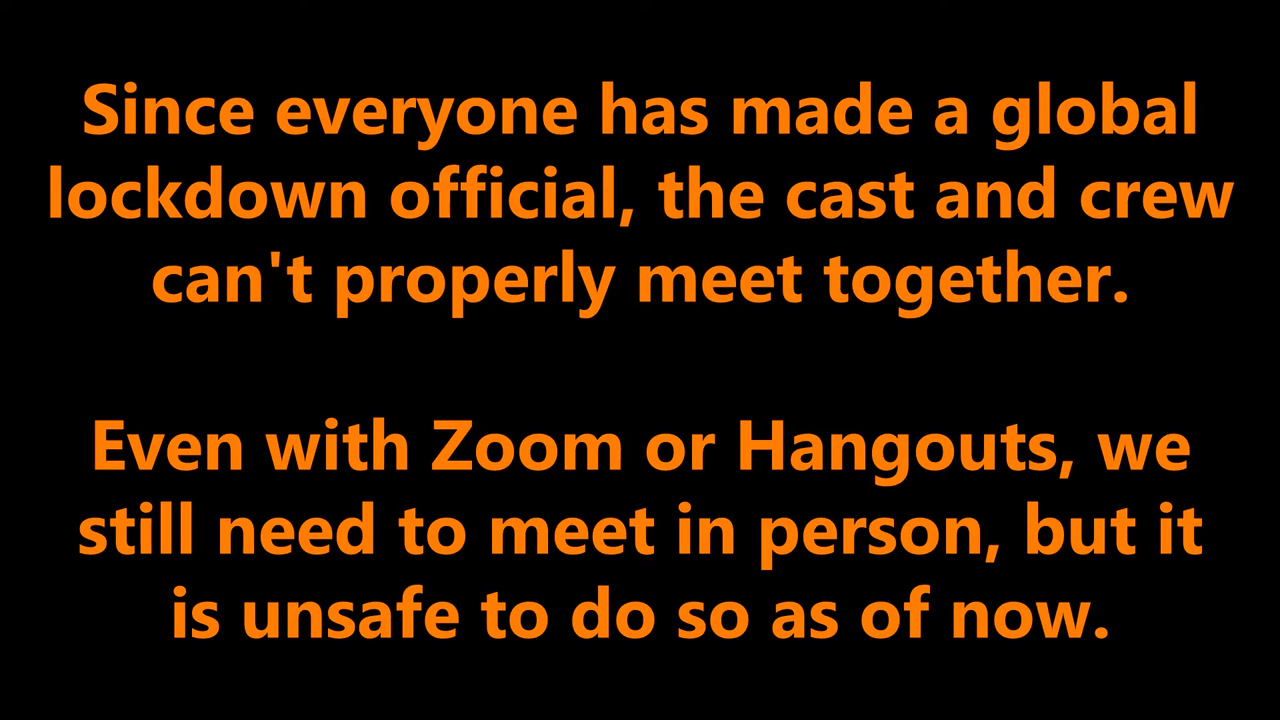 Since everyone has made a global
lockdown official, the cast and crew
can't properly meet together.
Even with Zoom or Hangouts, we
still need to meet in person, but it
is unsafe to do so as of now.